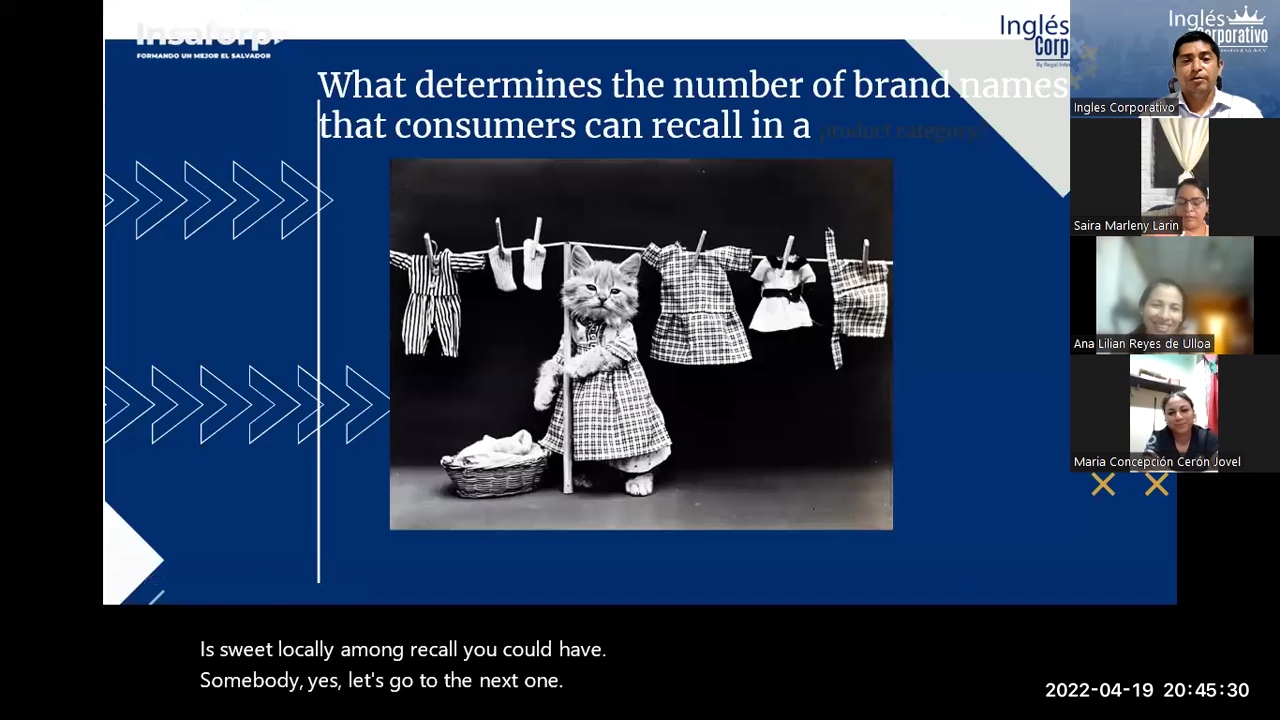 Insaforp
FORMANDO UN MEJOR EL SALVADOR
Inglés
Corp
What determines the number of brand names
that consumers can recall in a product category?
Inglés
Corporativo
Ingles Corporativo
Saira Marleny Larin
Ana Lilian Reyes de Ulloa
Maria Concepción Cerón Jovel
Is sweet locally among recall you could have.
Somebody, yes, let's go to the next one.
2022-04-19 20:45:30